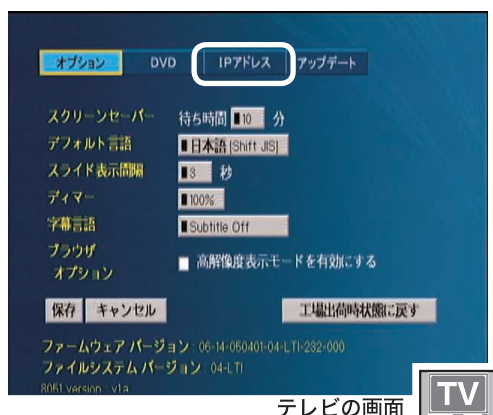 オプション DVD IPアドレス アップデート
スクリーンセーバー 待ち時間 10 分
デフォルト言語 日本語 [Shift JIS]
スライド表示間隔 3 秒
ディマー 100%
字幕言語 Subtitle Off
ブラウザ
オプション 高解像度表示モードを有効にする
保存 キャンセル 工場出荷時状態に戻す
ファームウェア バージョン : 06-14-050401-04-LTI-232-000
ファイルシステム バージョン : 04-LTI
8051 version : v1a
テレビの画面 TV